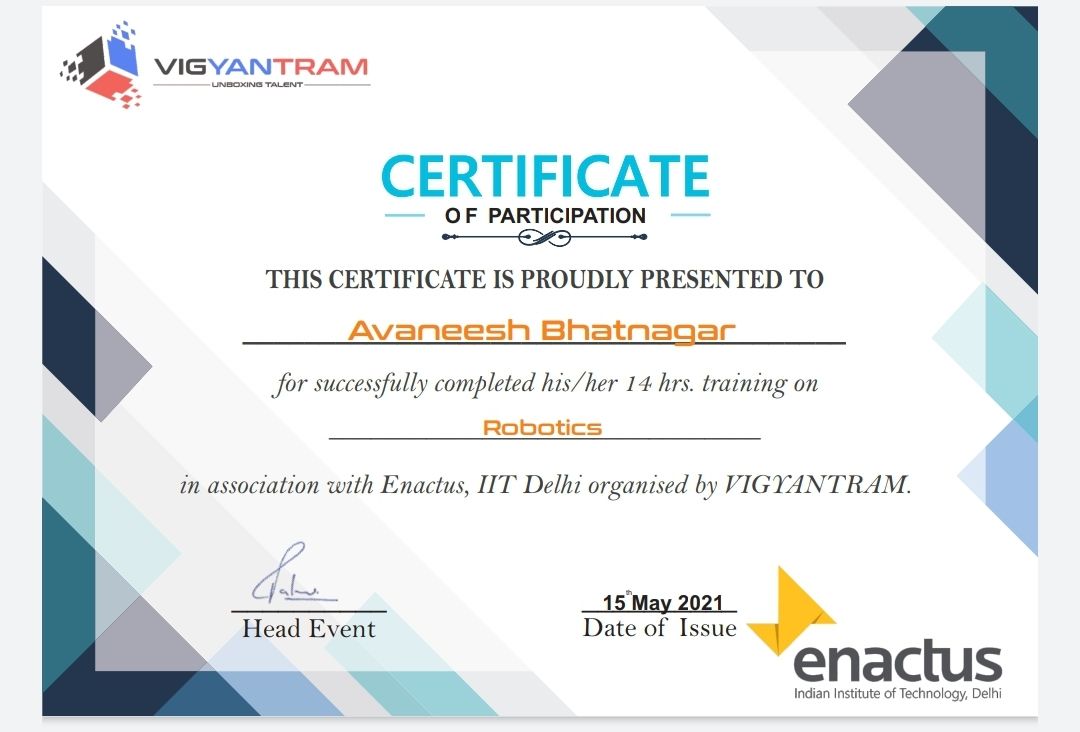 VIGYANTRAM
UNBOXING TALENT
CERTIFICATE
OF PARTICIPATION
THIS CERTIFICATE IS PROUDLY PRESENTED TO
Avaneesh Bhatnagar
for successfully completed his/her 14 hrs. training on
Robotics
in association with Enactus, IIT Delhi organised by VIGYANTRAM.
15th May 2021
Head Event
Date of Issue
enactus
Indian Institute of Technology, Delhi